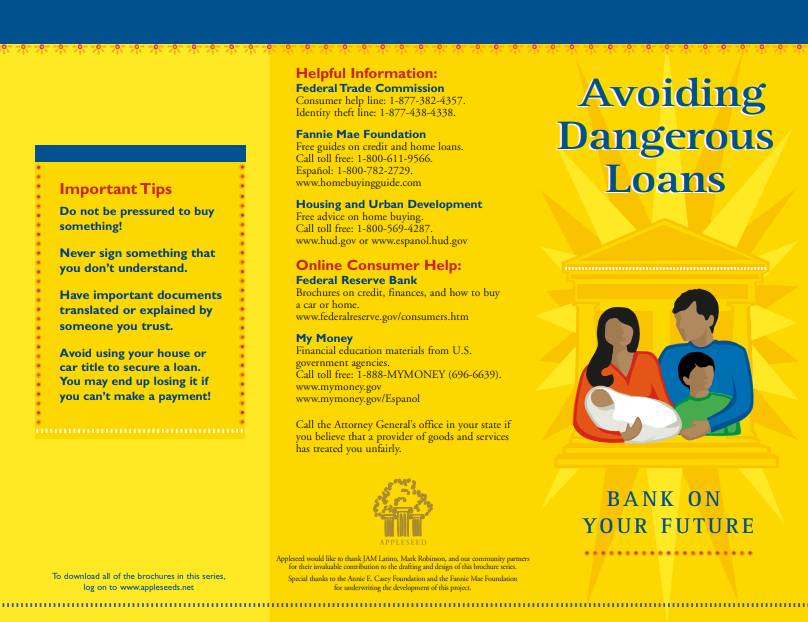 Important Tips
Do not be pressured to buy
something!
Never sign something that
you don't understand.
Have important documents
translated or explained by
someone you trust.
Avoid using your house or
car title to secure a loan.
You may end up losing it if
you can't make a payment!
To download all of the brochures in this series,
log on to www.appleseeds.net
Helpful Information:
Federal Trade Commission
Consumer help line: 1-877-382-4357.
Identity theft line: 1-877-438-4338.
Fannie Mae Foundation
Free guides on credit and home loans.
Call toll free: 1-800-611-9566.
Español: 1-800-782-2729.
www.homebuyingguide.com
Housing and Urban Development
Free advice on home buying.
Call toll free: 1-800-569-4287.
www.hud.gov or www.espanol.hud.gov
Online Consumer Help:
Federal Reserve Bank
Brochures on credit, finances, and how to buy
a car or home.
www.federalreserve.gov/consumers.htm
My Money
Financial education materials from U.S.
government agencies.
Call toll free: 1-888-MYMONEY (696-6639).
www.mymoney.gov
www.mymoney.gov/Espanol
Call the Attorney General's office in your state if
you believe that a provider of goods and services
has treated you unfairly.
APPLESEED
Appleseed would like to thank JAM Latino, Mark Robinson, and our community partners
for their invaluable contribution to the drafting and design of this brochure series.
Special thanks to the Annie E. Casey Foundation and the Fannie Mae Foundation
for underwriting the development of this project.
Avoiding
Dangerous
Loans
BANK ON
YOUR FUTURE